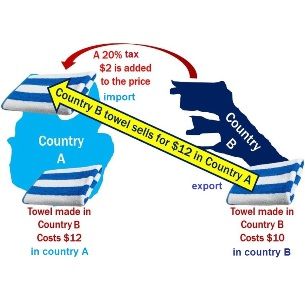 A 20% tax
$2 is added
to the price
import
Country B towel sells for $12 in Country A
Country
A
Country
B
export
Towel made in
Country B
Costs $12
in country A
Towel made in
Country B
Costs $10
in country B